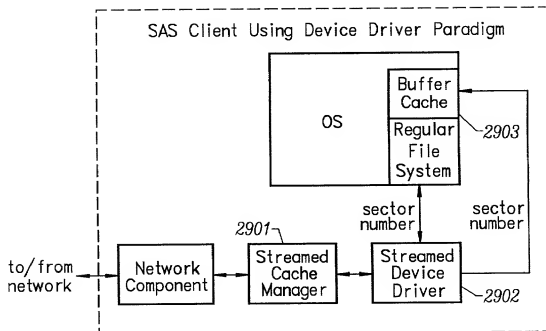 SAS Client Using Device Driver Paradigm
OS
Buffer
Cache
2903
Regular
File
System
sector
number
sector
number
2901
to/from
network
Network
Component
Streamed
Cache
Manager
Streamed
Device
Driver
2902